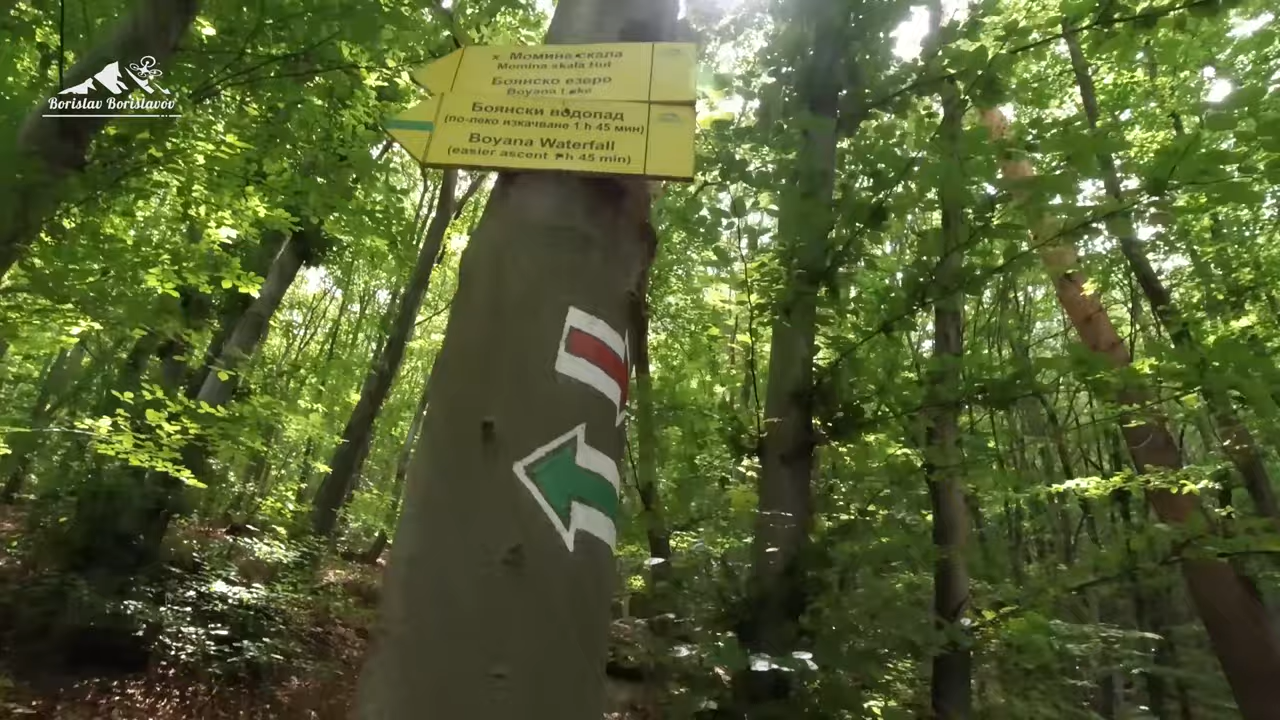 Borislav Borislavov
х. Момина скала
Momina skala Hut
Боянско езеро
Boyana Lake
Боянски водопад
(по-леко изкачване 1 h 45 мин)
Boyana Waterfall
(easier ascent h 45 min)